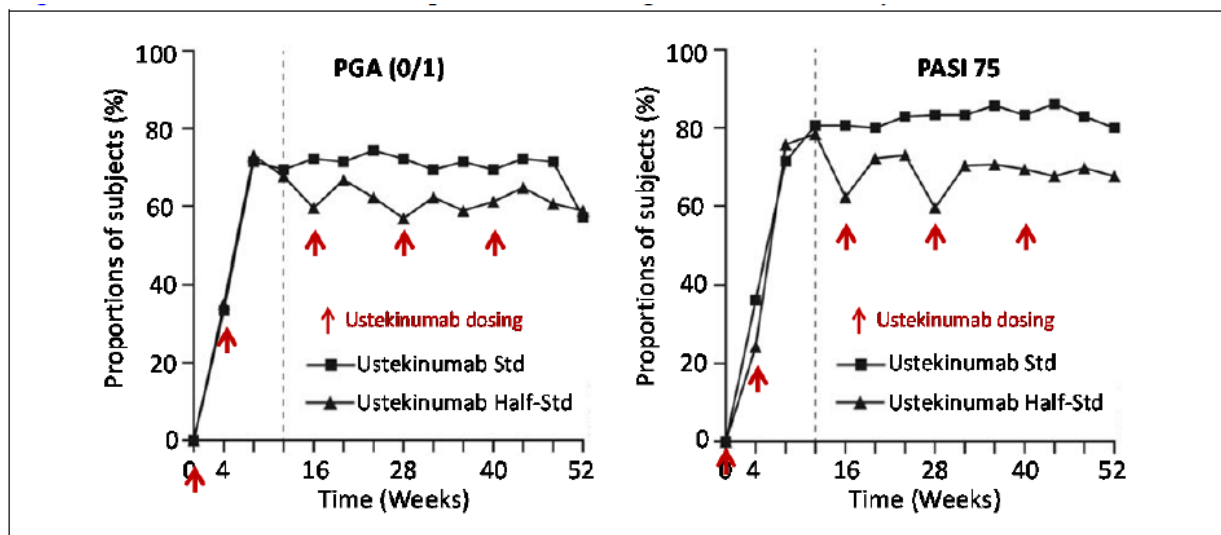 PGA (0/1)
Proportions of subjects (%)
100
80
60
40
20
0
↑ Ustekinumab dosing
Ustekinumab Std
Ustekinumab Half-Std
0 4 16 28 40 52
Time (Weeks)
PASI 75
Proportions of subjects (%)
100
80
60
40
20
0
↑ Ustekinumab dosing
Ustekinumab Std
Ustekinumab Half-Std
0 4 16 28 40 52
Time (Weeks)